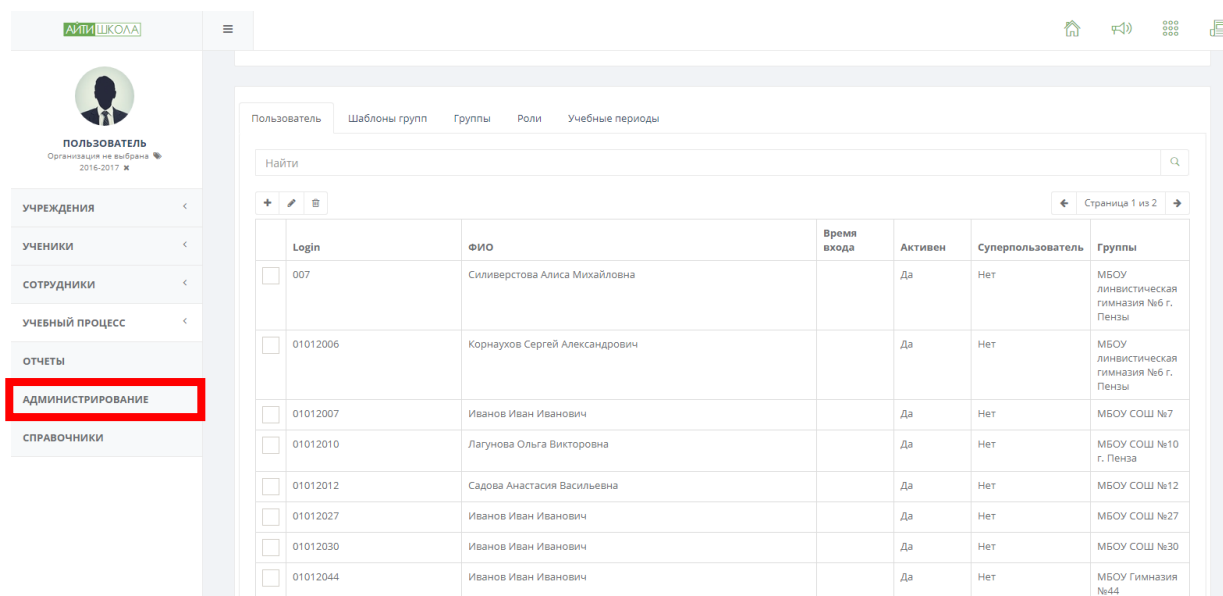 АЙТИ ШКОЛА
ПОЛЬЗОВАТЕЛЬ
Организация не выбрана
2016-2017
УЧРЕЖДЕНИЯ
УЧЕНИКИ
СОТРУДНИКИ
УЧЕБНЫЙ ПРОЦЕСС
ОТЧЕТЫ
АДМИНИСТРИРОВАНИЕ
СПРАВОЧНИКИ
Пользователь Шаблоны групп Группы Роли Учебные периоды
Найти
Страница 1 из 2
Login ФИО Время входа Активен Суперпользователь Группы
007 Силиверстова Алиса Михайловна Да Нет МБОУ
линвистическая
гимназия №6 г.
Пензы
01012006 Корнаухов Сергей Александрович Да Нет МБОУ
линвистическая
гимназия №6 г.
Пензы
01012007 Иванов Иван Иванович Да Нет МБОУ СОШ №7
01012010 Лагунова Ольга Викторовна Да Нет МБОУ СОШ №10
г. Пенза
01012012 Садова Анастасия Васильевна Да Нет МБОУ СОШ №12
01012027 Иванов Иван Иванович Да Нет МБОУ СОШ №27
01012030 Иванов Иван Иванович Да Нет МБОУ СОШ №30
01012044 Иванов Иван Иванович Да Нет МБОУ Гимназия
№44